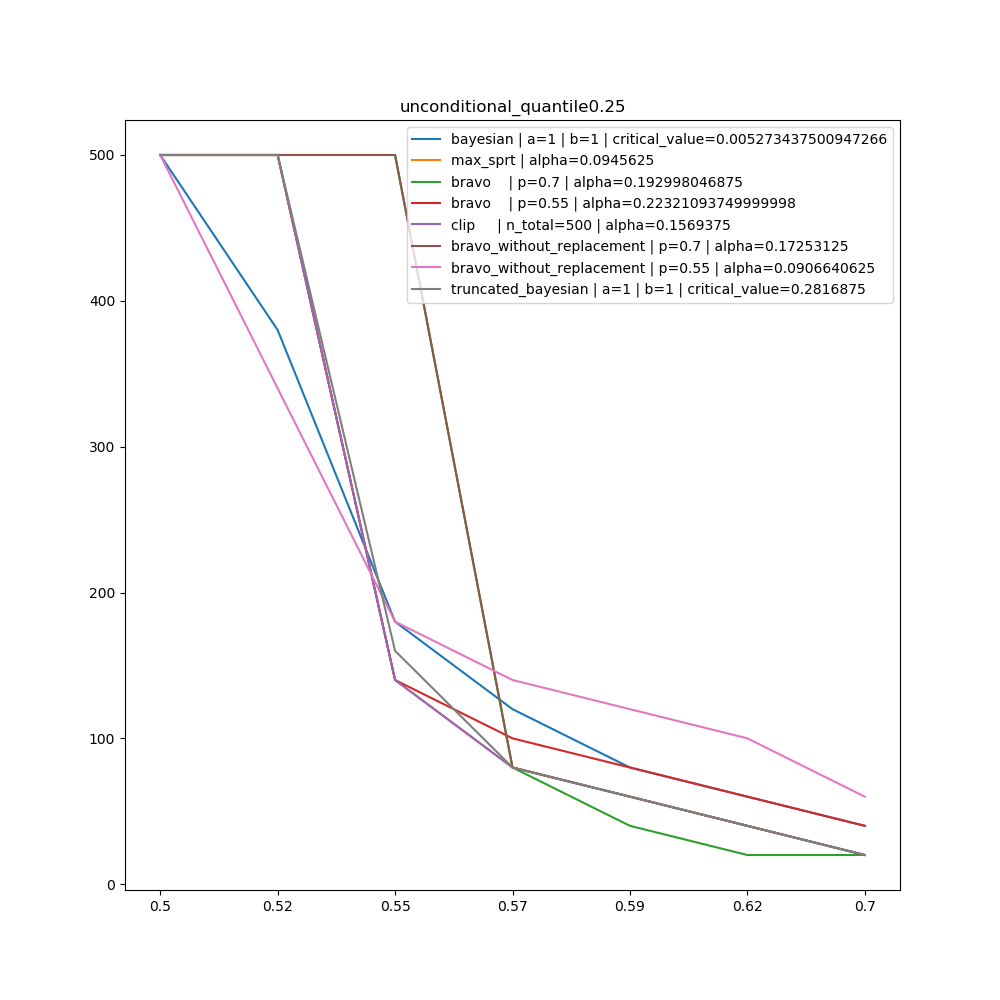 unconditional_quantile0.25
bayesian | a=1 | b=1 | critical_value=0.005273437500947266
max_sprt | alpha=0.0945625
bravo    | p=0.7 | alpha=0.192998046875
bravo    | p=0.55 | alpha=0.22321093749999998
clip     | n_total=500 | alpha=0.1569375
bravo_without_replacement | p=0.7 | alpha=0.17253125
bravo_without_replacement | p=0.55 | alpha=0.0906640625
truncated_bayesian | a=1 | b=1 | critical_value=0.2816875
500
400
300
200
100
0
0.5 0.52 0.55 0.57 0.59 0.62 0.7